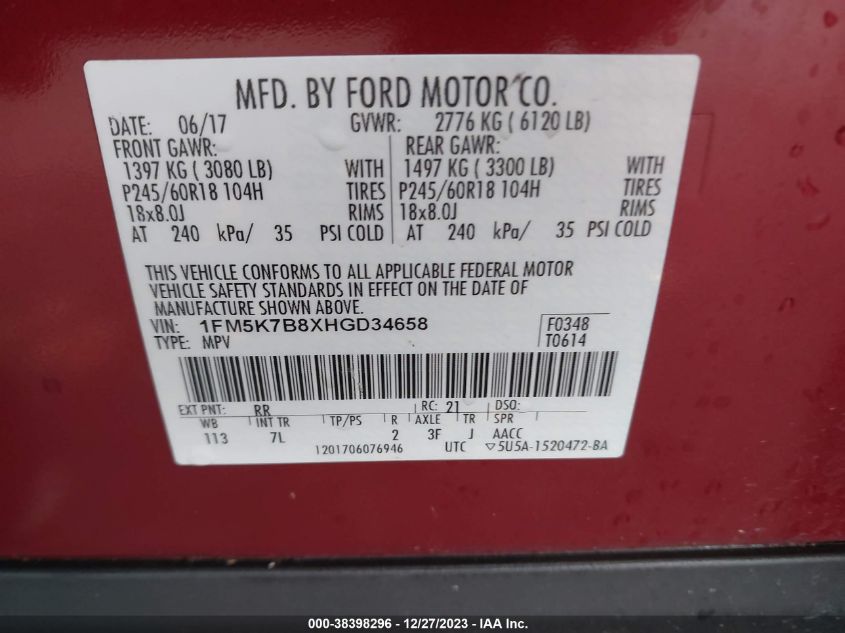 MFD. BY FORD MOTOR CO.
DATE: 06/17 GVWR: 2776 KG ( 6120 LB)
FRONT GAWR: REAR GAWR:
1397 KG ( 3080 LB) WITH 1497 KG ( 3300 LB) WITH
P245/60R18 104H TIRES P245/60R18 104H TIRES
18x8.0J RIMS 18x8.0J RIMS
AT 240 kPa/ 35 PSI COLD AT 240 kPa/ 35 PSI COLD
THIS VEHICLE CONFORMS TO ALL APPLICABLE FEDERAL MOTOR
VEHICLE SAFETY STANDARDS IN EFFECT ON THE DATE OF
MANUFACTURE SHOWN ABOVE.
VIN: 1FM5K7B8XHGD34658 F0348
TYPE: MPV T0614
EXT PNT: RR RC: 21 DSO:
WB INT TR TP/PS R AXLE TR SPR
113 7L 2 3F J AACC
1201706076946 UTC ▽5U5A-1520472-BA
000-38398296 - 12/27/2023 - IAAI.COM